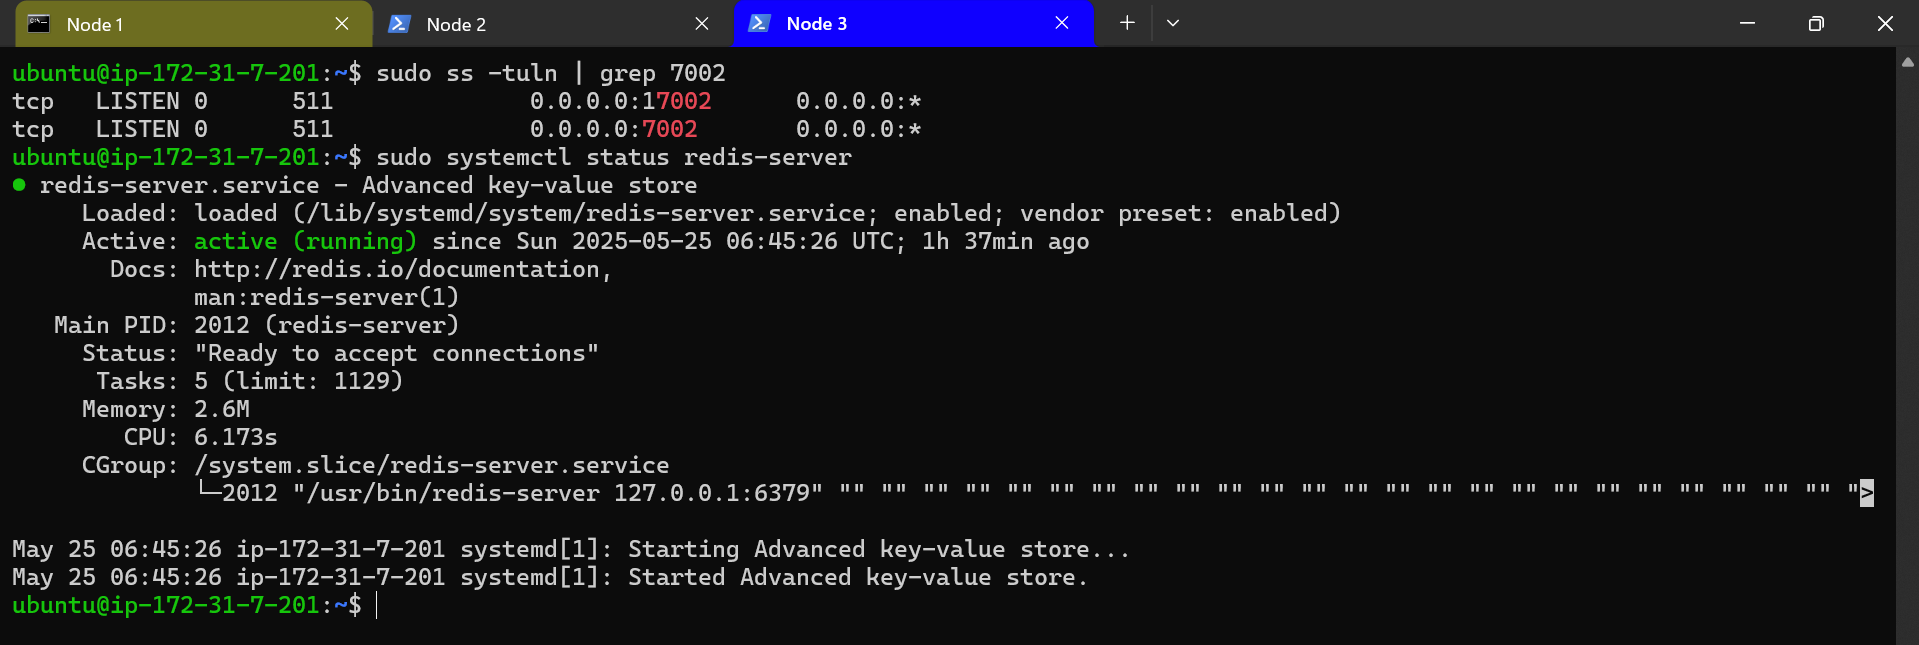 Node 1 Node 2 Node 3
ubuntu@ip-172-31-7-201:~$ sudo ss -tuln | grep 7002
tcp   LISTEN 0      511              0.0.0.0:17002      0.0.0.0:*
tcp   LISTEN 0      511              0.0.0.0:7002       0.0.0.0:*
ubuntu@ip-172-31-7-201:~$ sudo systemctl status redis-server
● redis-server.service - Advanced key-value store
     Loaded: loaded (/lib/systemd/system/redis-server.service; enabled; vendor preset: enabled)
     Active: active (running) since Sun 2025-05-25 06:45:26 UTC; 1h 37min ago
       Docs: http://redis.io/documentation,
             man:redis-server(1)
   Main PID: 2012 (redis-server)
     Status: "Ready to accept connections"
      Tasks: 5 (limit: 1129)
     Memory: 2.6M
        CPU: 6.173s
     CGroup: /system.slice/redis-server.service
             └─2012 "/usr/bin/redis-server 127.0.0.1:6379" "" "" "" "" "" "" "" "" "" "" "" "" "" "" "" "" "" "" "" "" "" "" "" "" ">
May 25 06:45:26 ip-172-31-7-201 systemd[1]: Starting Advanced key-value store...
May 25 06:45:26 ip-172-31-7-201 systemd[1]: Started Advanced key-value store.
ubuntu@ip-172-31-7-201:~$